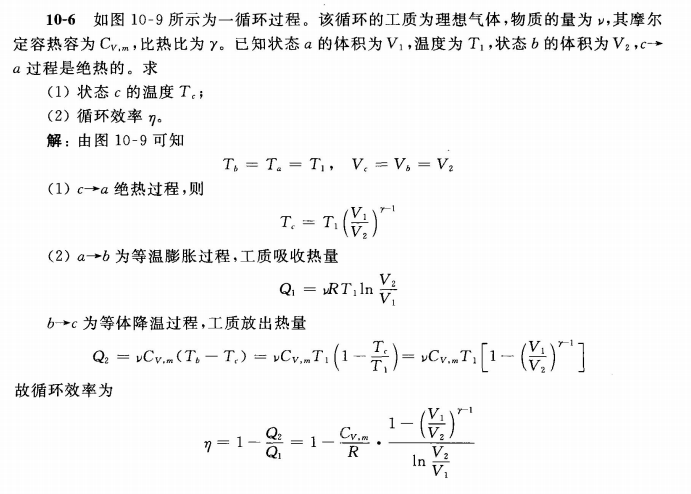 10-6 如图 10-9 所示为一循环过程。该循环的工质为理想气体,物质的量为 ν,其摩尔
定容热容为 C_{V,m},比热比为 γ。已知状态 a 的体积为 V₁,温度为 T₁,状态 b 的体积为 V₂,c→
a 过程是绝热的。求
(1) 状态 c 的温度 T_c;
(2) 循环效率 η。
解:由图 10-9 可知
T_b = T_a = T₁, V_c = V_b = V₂
(1) c→a 绝热过程,则
T_c = T₁(V₁/V₂)^{γ-1}
(2) a→b 为等温膨胀过程,工质吸收热量
Q₁ = νRT₁ln V₂/V₁
b→c 为等体降温过程,工质放出热量
Q₂ = νC_{V,m}(T_b − T_c) = νC_{V,m}T₁(1 − T_c/T₁) = νC_{V,m}T₁[1 − (V₁/V₂)^{γ-1}]
故循环效率为
η = 1 − Q₂/Q₁ = 1 − C_{V,m}/R · (1 − (V₁/V₂)^{γ-1})/(ln V₂/V₁)